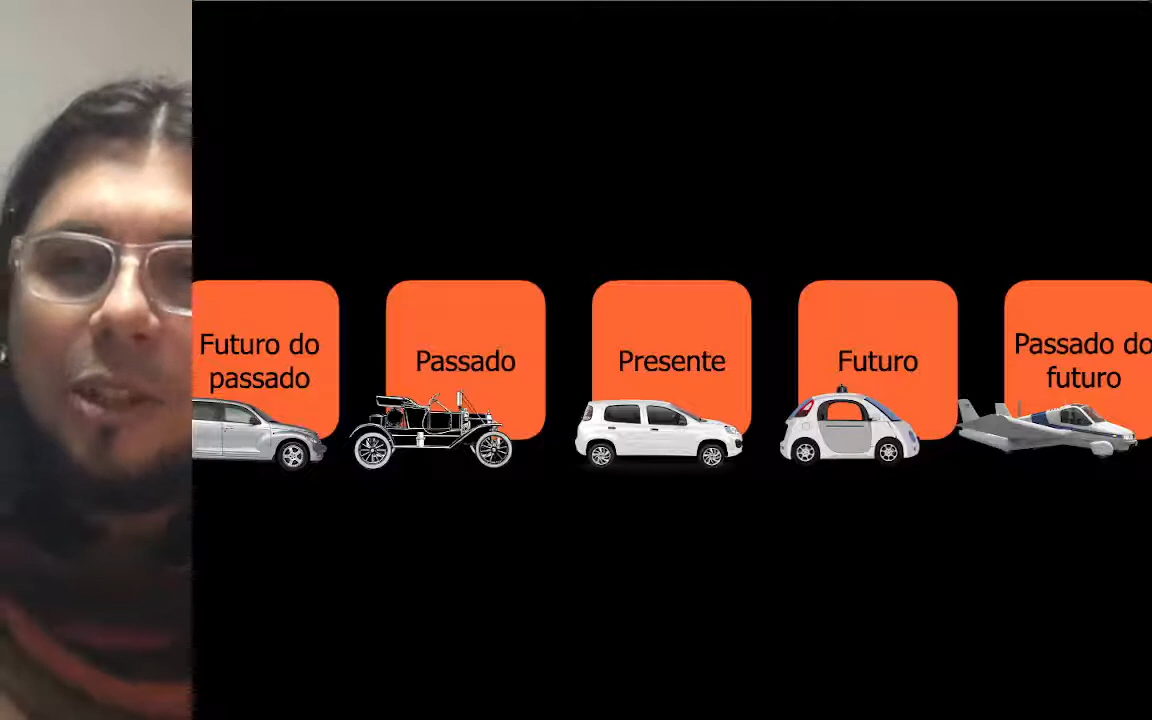 Futuro do
passado
Passado
Presente
Futuro
Passado do
futuro